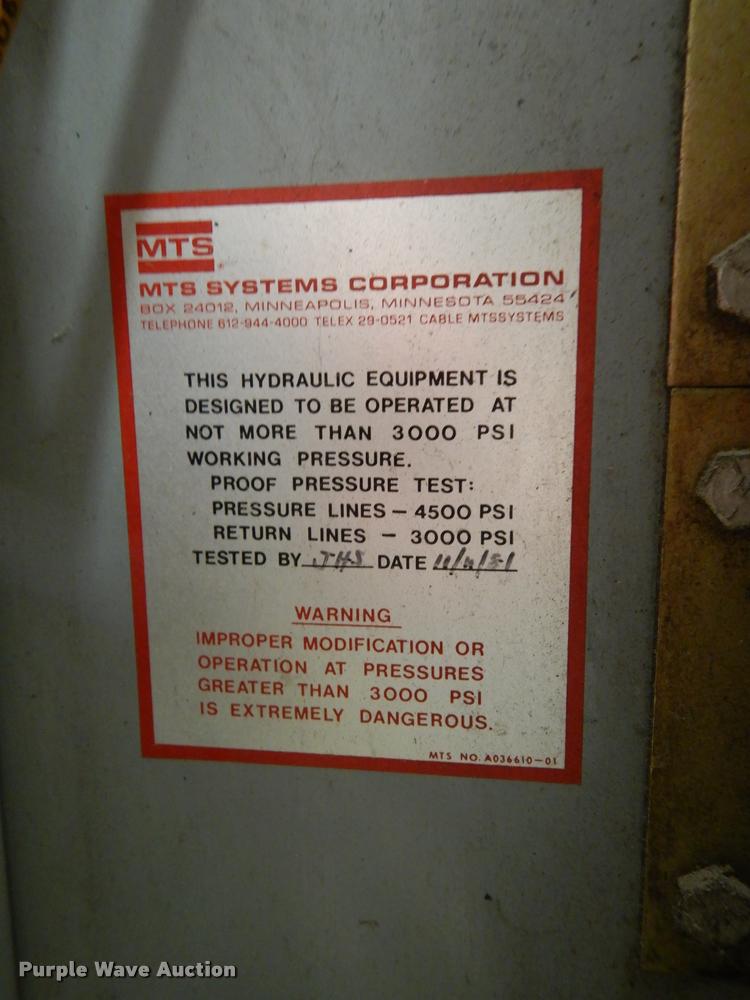 MTS
MTS SYSTEMS CORPORATION
BOX 24012, MINNEAPOLIS, MINNESOTA 55424
TELEPHONE 612-944-4000 TELEX 29-0521 CABLE MTSSYSTEMS
THIS HYDRAULIC EQUIPMENT IS
DESIGNED TO BE OPERATED AT
NOT MORE THAN 3000 PSI
WORKING PRESSURE.
PROOF PRESSURE TEST:
PRESSURE LINES – 4500 PSI
RETURN LINES – 3000 PSI
TESTED BY DATE
WARNING
IMPROPER MODIFICATION OR
OPERATION AT PRESSURES
GREATER THAN 3000 PSI
IS EXTREMELY DANGEROUS.
MTS NO. A036610-01
Purple Wave Auction